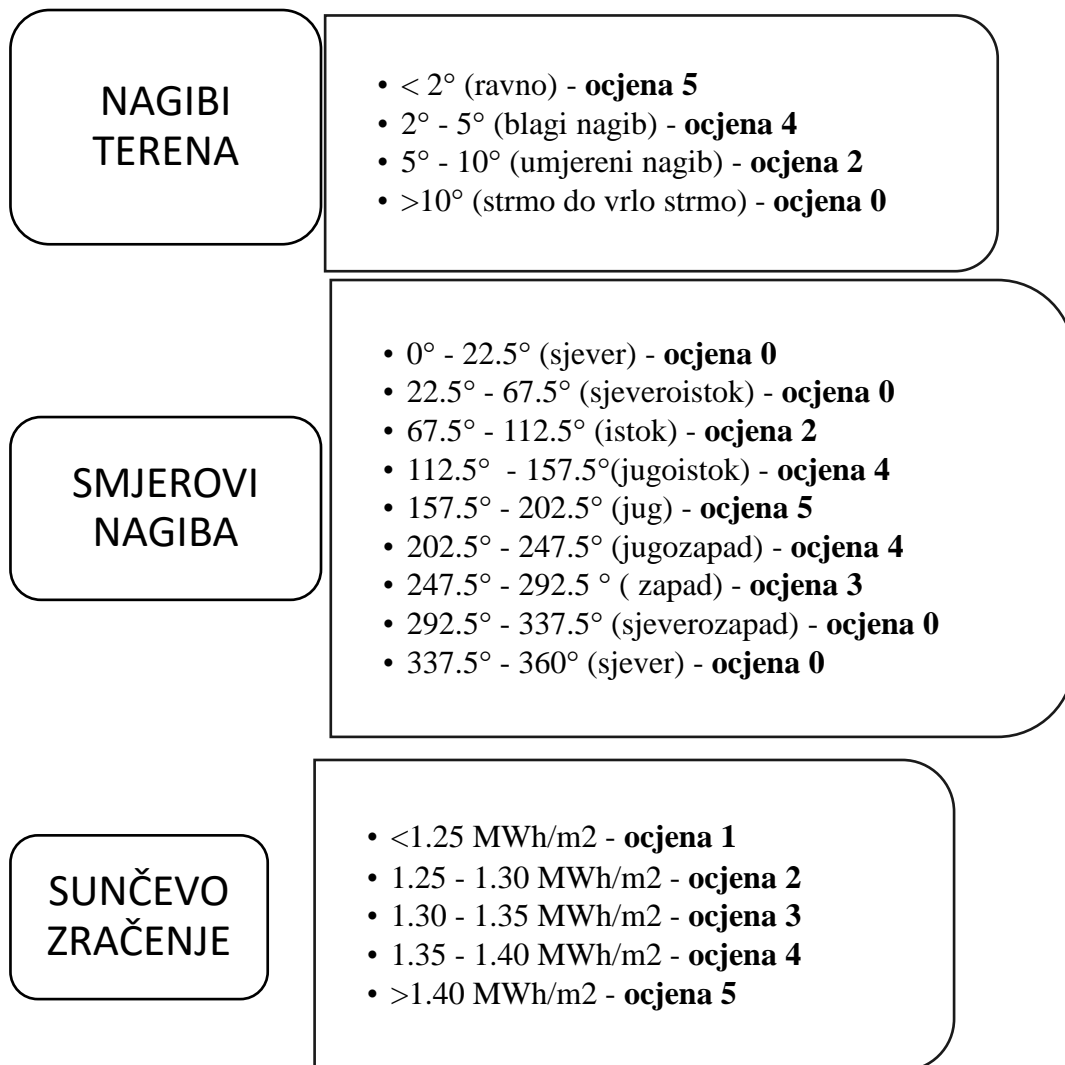 NAGIBI
TERENA
• < 2° (ravno) - ocjena 5
• 2° - 5° (blagi nagib) - ocjena 4
• 5° - 10° (umjereni nagib) - ocjena 2
• >10° (strmo do vrlo strmo) - ocjena 0
SMJEROVI
NAGIBA
• 0° - 22.5° (sjever) - ocjena 0
• 22.5° - 67.5° (sjeveroistok) - ocjena 0
• 67.5° - 112.5° (istok) - ocjena 2
• 112.5°  - 157.5°(jugoistok) - ocjena 4
• 157.5° - 202.5° (jug) - ocjena 5
• 202.5° - 247.5° (jugozapad) - ocjena 4
• 247.5° - 292.5 ° ( zapad) - ocjena 3
• 292.5° - 337.5° (sjeverozapad) - ocjena 0
• 337.5° - 360° (sjever) - ocjena 0
SUNČEVO
ZRAČENJE
• <1.25 MWh/m2 - ocjena 1
• 1.25 - 1.30 MWh/m2 - ocjena 2
• 1.30 - 1.35 MWh/m2 - ocjena 3
• 1.35 - 1.40 MWh/m2 - ocjena 4
• >1.40 MWh/m2 - ocjena 5